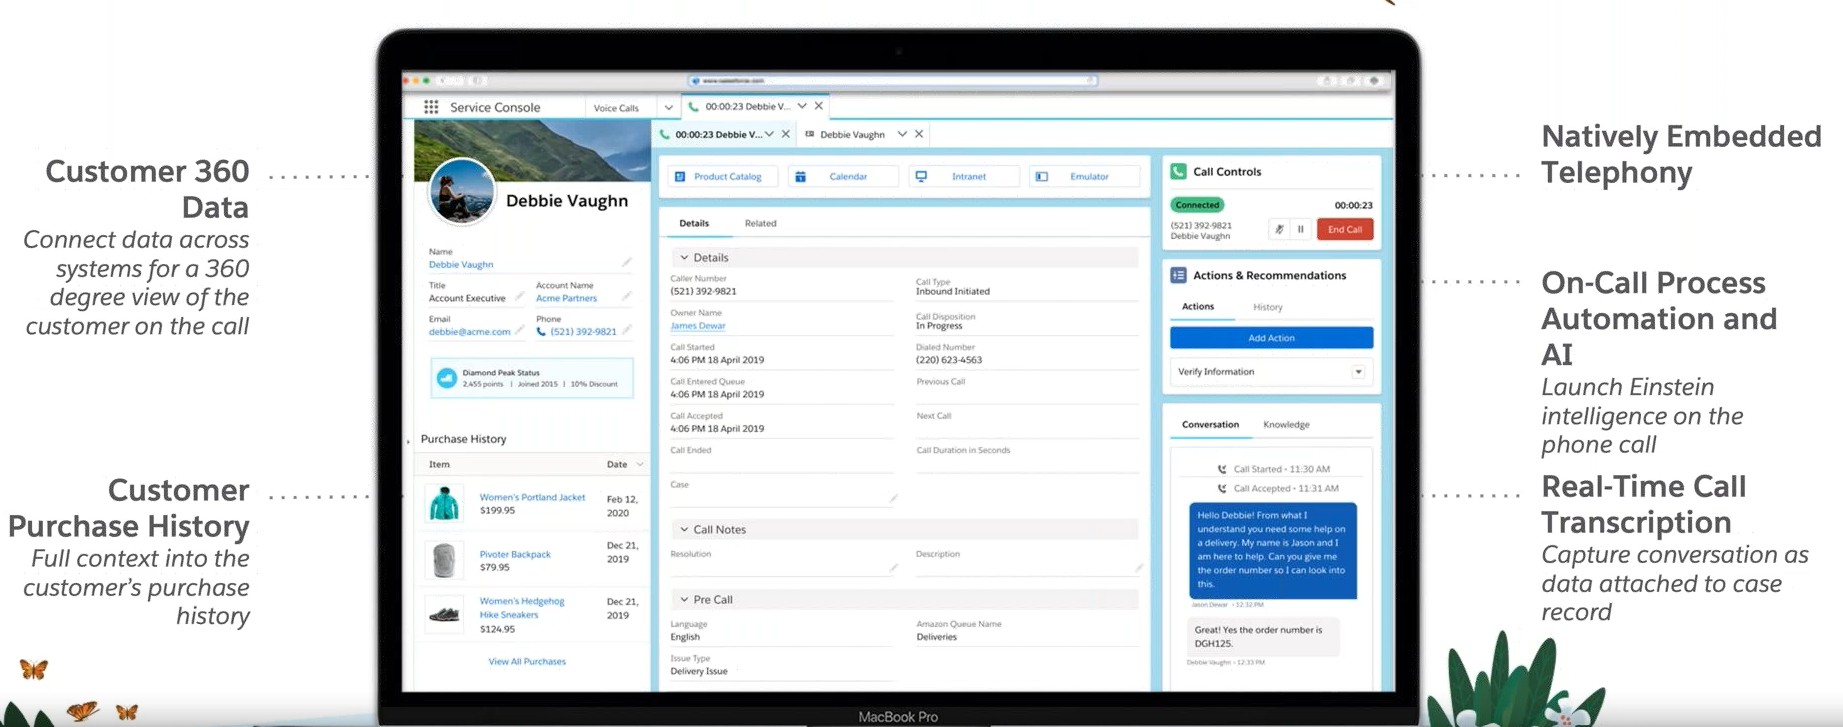 Customer 360
Data
Connect data across
systems for a 360
degree view of the
customer on the call
Customer
Purchase History
Full context into the
customer's purchase
history
Service Console
Voice Calls
00:00:23 Debbie V...
00:00:23 Debbie V...
Debbie Vaughn
Debbie Vaughn
Name
Debbie Vaughn
Title
Account Executive
Account Name
Acme Partners
Email
debbie@acme.com
Phone
(521) 392-9821
Diamond Peak Status
2,455 points | Joined 2015 | 10% Discount
Purchase History
Item Date
Women's Portland Jacket
$199.95
Feb 12,
2020
Pivoter Backpack
$79.95
Dec 21,
2019
Women's Hedgehog
Hike Sneakers
$124.95
Dec 21,
2019
View All Purchases
Product Catalog
Calendar
Intranet
Emulator
Details Related
Details
Caller Number
(521) 392-9821
Call Type
Inbound Initiated
Owner Name
James Dewar
Call Disposition
In Progress
Call Started
4:06 PM 18 April 2019
Dialed Number
(220) 623-4563
Call Entered Queue
4:06 PM 18 April 2019
Previous Call
Call Accepted
4:06 PM 18 April 2019
Next Call
Call Ended
Call Duration in Seconds
Case
Call Notes
Resolution
Description
Pre Call
Language
English
Amazon Queue Name
Deliveries
Issue Type
Delivery Issue
Call Controls
Connected
00:00:23
(521) 392-9821
Debbie Vaughn
End Call
Actions & Recommendations
Actions History
Add Action
Verify Information
Conversation Knowledge
Call Started - 11:30 AM
Call Accepted - 11:31 AM
Hello Debbie! From what I
understand you need some help on
a delivery. My name is Jason and I
am here to help. Can you give me
the order number so I can look into
this.
Jason Dewar - 12:32 PM
Great! Yes the order number is
DGH125.
Debbie Vaughn - 12:33 PM
MacBook Pro
Natively Embedded
Telephony
On-Call Process
Automation and
AI
Launch Einstein
intelligence on the
phone call
Real-Time Call
Transcription
Capture conversation as
data attached to case
record